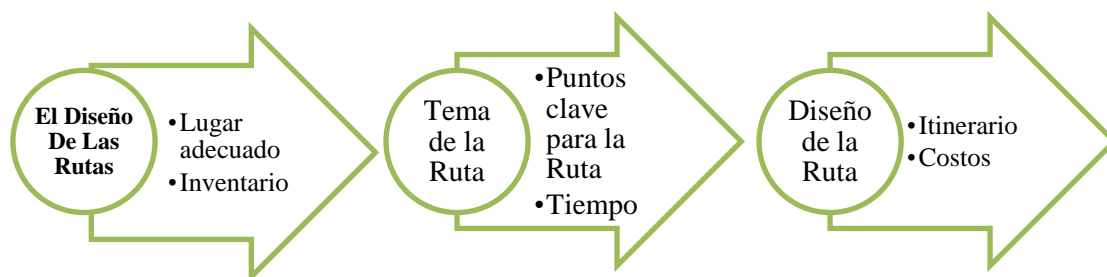 El Diseño
De Las
Rutas
•Lugar
adecuado
•Inventario
Tema
de la
Ruta
•Puntos
clave
para la
Ruta
•Tiempo
Diseño
de la
Ruta
•Itinerario
•Costos